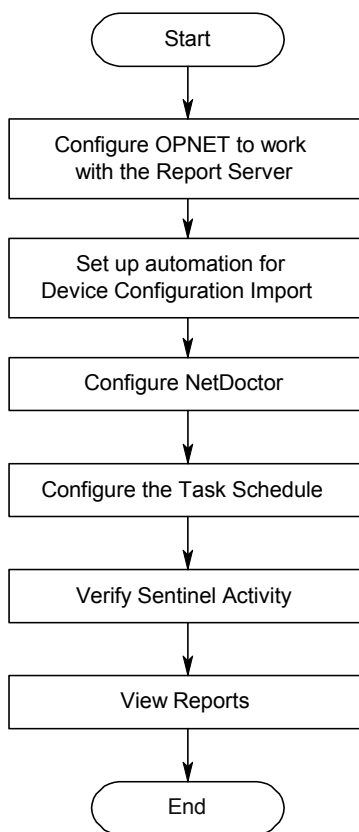 Start
Configure OPNET to work
with the Report Server
Set up automation for
Device Configuration Import
Configure NetDoctor
Configure the Task Schedule
Verify Sentinel Activity
View Reports
End